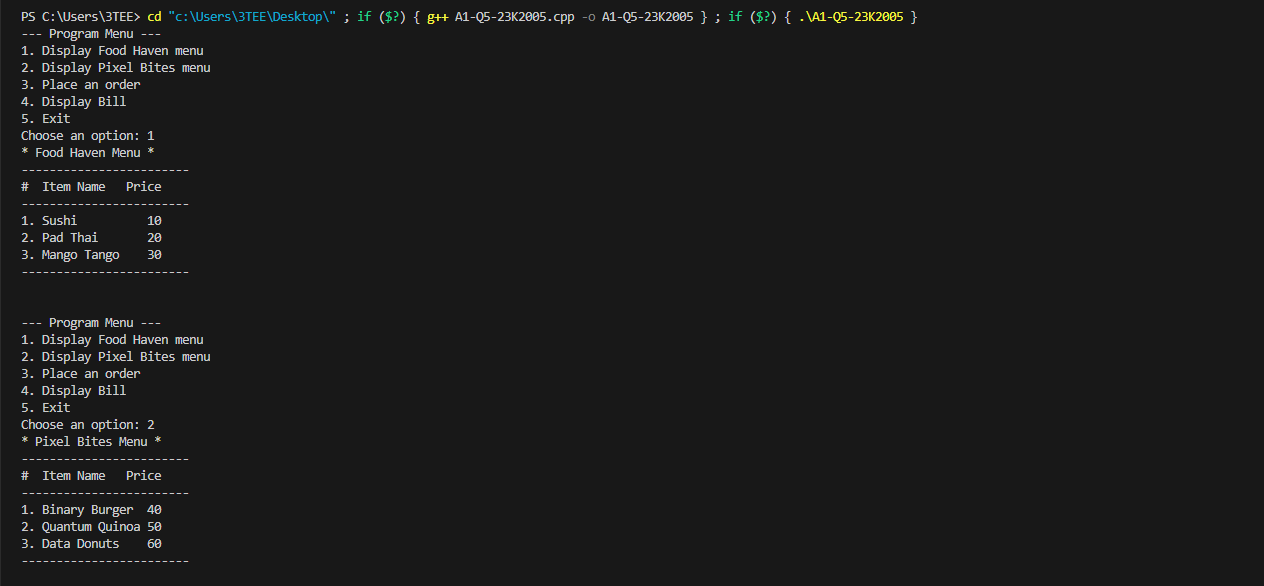 PS C:\Users\3TEE> cd "c:\Users\3TEE\Desktop\" ; if ($?) { g++ A1-Q5-23K2005.cpp -o A1-Q5-23K2005 } ; if ($?) { .\A1-Q5-23K2005 }
--- Program Menu ---
1. Display Food Haven menu
2. Display Pixel Bites menu
3. Place an order
4. Display Bill
5. Exit
Choose an option: 1
* Food Haven Menu *
------------------------
#  Item Name   Price
------------------------
1. Sushi          10
2. Pad Thai       20
3. Mango Tango    30
------------------------
--- Program Menu ---
1. Display Food Haven menu
2. Display Pixel Bites menu
3. Place an order
4. Display Bill
5. Exit
Choose an option: 2
* Pixel Bites Menu *
------------------------
#  Item Name   Price
------------------------
1. Binary Burger  40
2. Quantum Quinoa 50
3. Data Donuts    60
------------------------